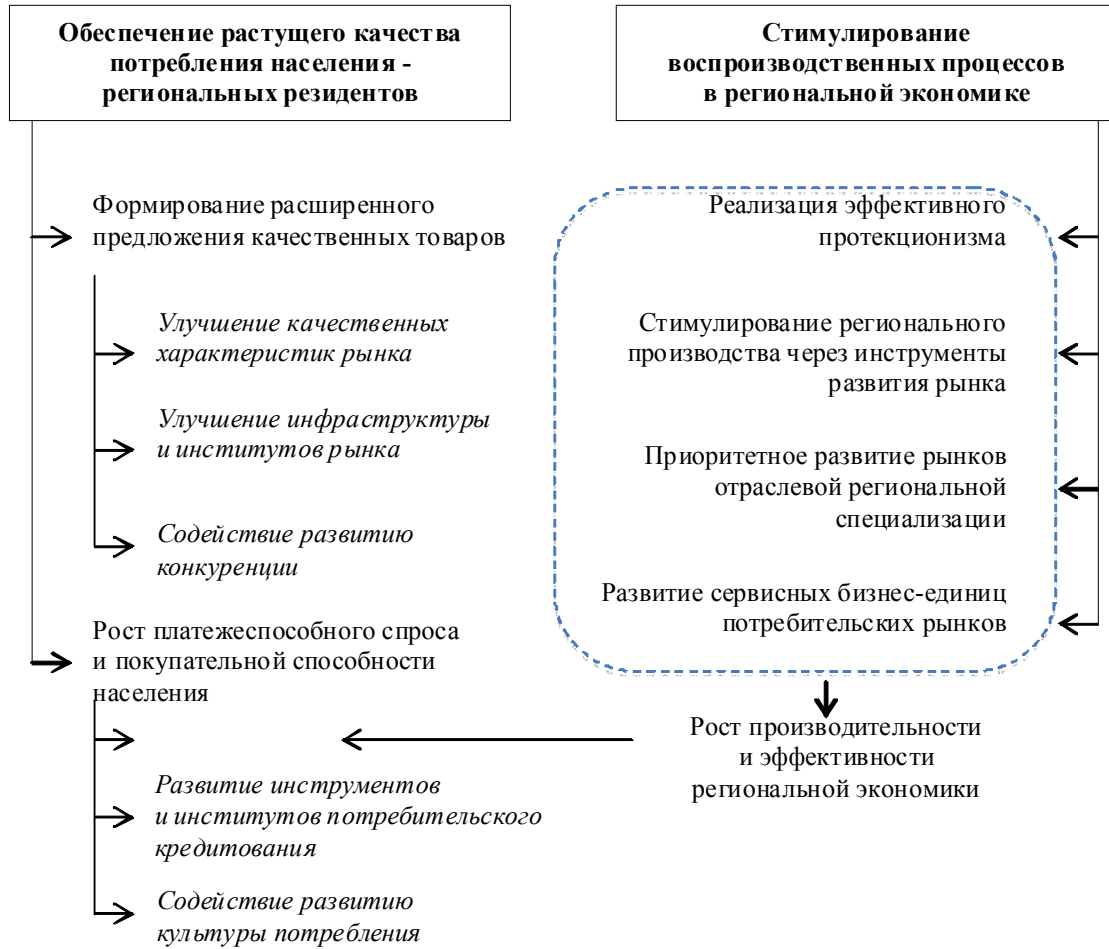 Обеспечение растущего качества
потребления населения -
региональных резидентов
Формирование расширенного
предложения качественных товаров
Улучшение качественных
характеристик рынка
Улучшение инфраструктуры
и институтов рынка
Содействие развитию
конкуренции
Рост платежеспособного спроса
и покупательной способности
населения
Развитие инструментов
и институтов потребительского
кредитования
Содействие развитию
культуры потребления
Стимулирование
воспроизводственных процессов
в региональной экономике
Реализация эффективного
протекционизма
Стимулирование регионального
производства через инструменты
развития рынка
Приоритетное развитие рынков
отраслевой региональной
специализации
Развитие сервисных бизнес-единиц
потребительских рынков
Рост производительности
и эффективности
региональной экономики